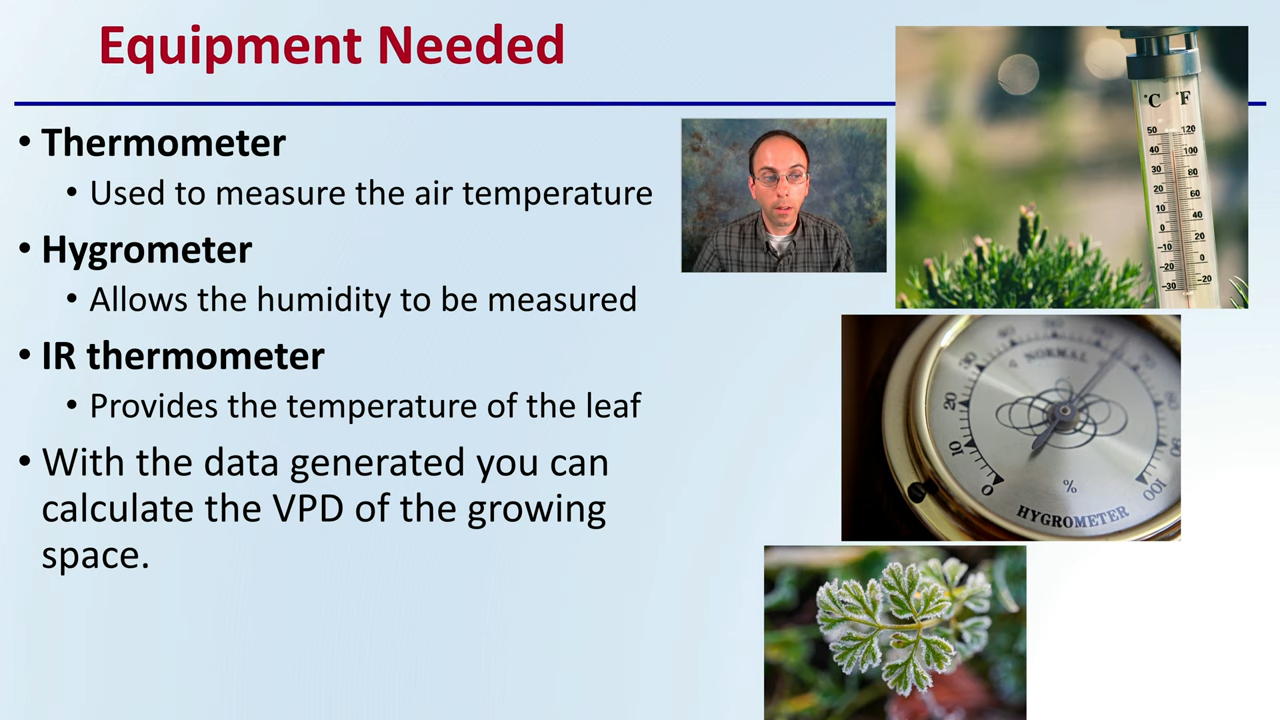 Equipment Needed
• Thermometer
• Used to measure the air temperature
• Hygrometer
• Allows the humidity to be measured
• IR thermometer
• Provides the temperature of the leaf
• With the data generated you can
calculate the VPD of the growing
space.
°C °F
50 120
40 100
30 80
20 60
10 40
0 20
-10 0
-20 -20
-30
NORMAL
0 10 20 30 100
%
HYGROMETER